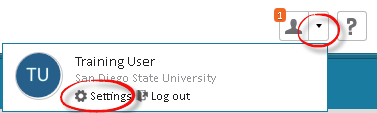 1
?
TU
Training User
San Diego State University
Settings Log out